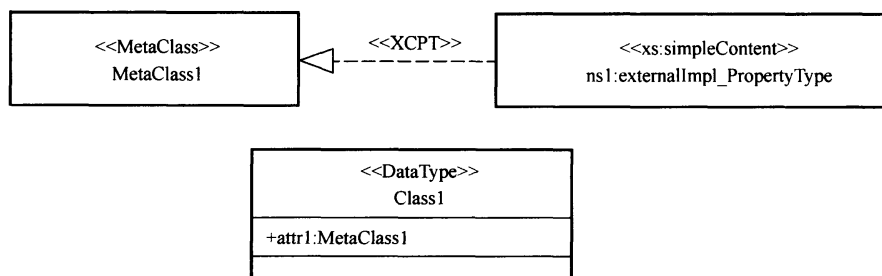 <<MetaClass>>
MetaClass1
<<XCPT>>
<<xs:simpleContent>>
ns1:externalImpl_PropertyType
<<DataType>>
Class1
+attr1:MetaClass1